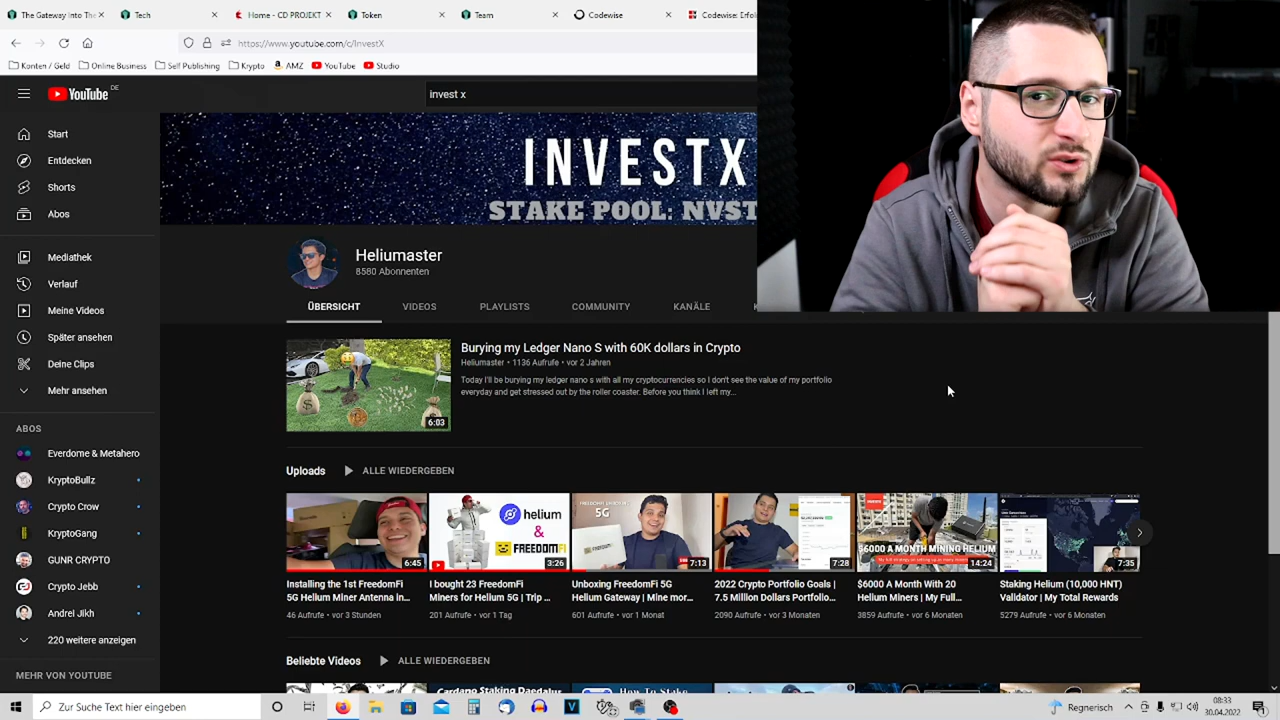 The Gateway Into The
Tech
Home - CD PROJEKT
Token
Team
Codewise
Codewise: Erfol
https://www.youtube.com/c/InvestX
Konten / Geld
Online Business
Self Publishing
Krypto
AMZ
YouTube
Studio
YouTube DE
invest x
Start
Entdecken
Shorts
Abos
Mediathek
Verlauf
Meine Videos
Später ansehen
Deine Clips
Mehr ansehen
ABOS
Everdome & Metahero
KryptoBullz
Crypto Crow
KryptoGang
GUNR CRYPTO
Crypto Jebb
Andrei Jikh
220 weitere anzeigen
MEHR VON YOUTUBE
INVESTX
STAKE POOL: NVST
Heliumaster
8580 Abonnenten
ÜBERSICHT
VIDEOS
PLAYLISTS
COMMUNITY
KANÄLE
K
6:03
Burying my Ledger Nano S with 60K dollars in Crypto
Heliumaster • 1136 Aufrufe • vor 2 Jahren
Today I'll be burying my ledger nano s with all my cryptocurrencies so I don't see the value of my portfolio
everyday and get stressed out by the roller coaster. Before you think I left my...
Uploads
ALLE WIEDERGEBEN
6:45
Installing the 1st FreedomFi
5G Helium Miner Antenna in...
46 Aufrufe • vor 3 Stunden
helium
&
FREEDOMFI
3:26
I bought 23 FreedomFi
Miners for Helium 5G | Trip ...
201 Aufrufe • vor 1 Tag
5G
7:13
Unboxing FreedomFi 5G
Helium Gateway | Mine mor...
601 Aufrufe • vor 1 Monat
7:28
2022 Crypto Portfolio Goals |
7.5 Million Dollars Portfolio...
2090 Aufrufe • vor 3 Monaten
$6000 A MONTH MINING HELIUM
14:24
$6000 A Month With 20
Helium Miners | My Full...
3859 Aufrufe • vor 6 Monaten
7:35
Staking Helium (10,000 HNT)
Validator | My Total Rewards
5279 Aufrufe • vor 6 Monaten
Beliebte Videos
ALLE WIEDERGEBEN
Cardano Staking Daedalus
How To Stake
Zur Suche Text hier eingeben
Regnerisch
08:33
30.04.2022